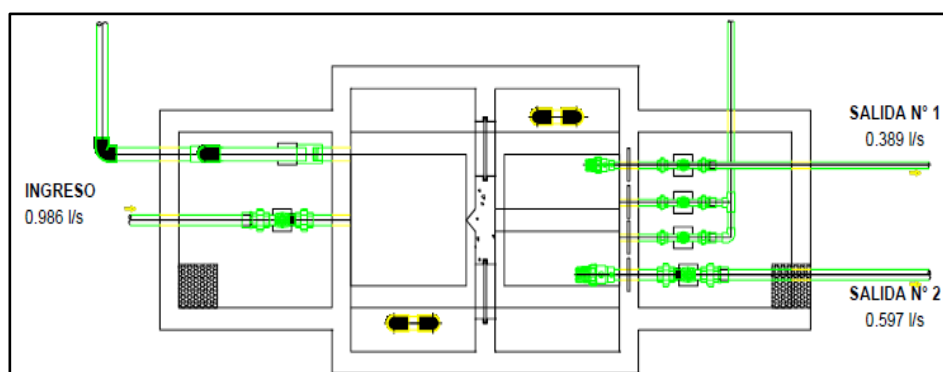 SALIDA N° 1
0.389 l/s
INGRESO
0.986 l/s
SALIDA N° 2
0.597 l/s